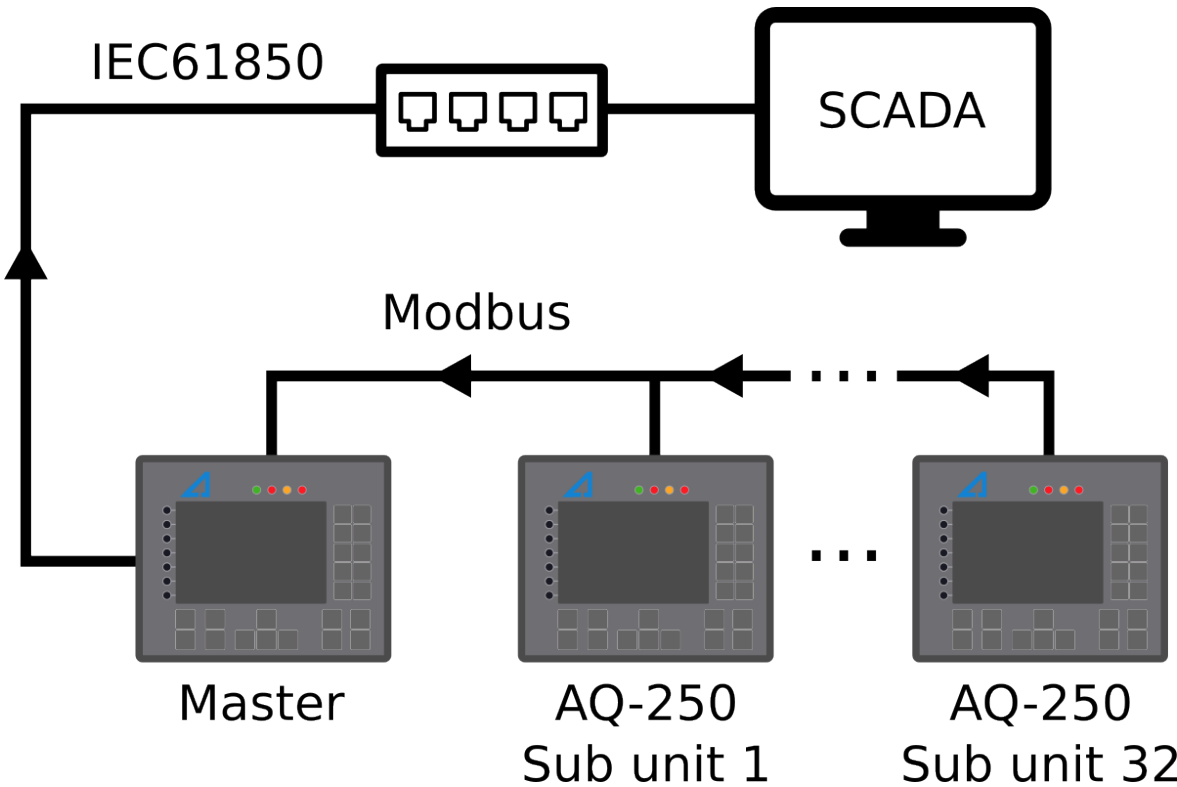 IEC61850
SCADA
Modbus
...
...
Master
AQ-250
Sub unit 1
AQ-250
Sub unit 32